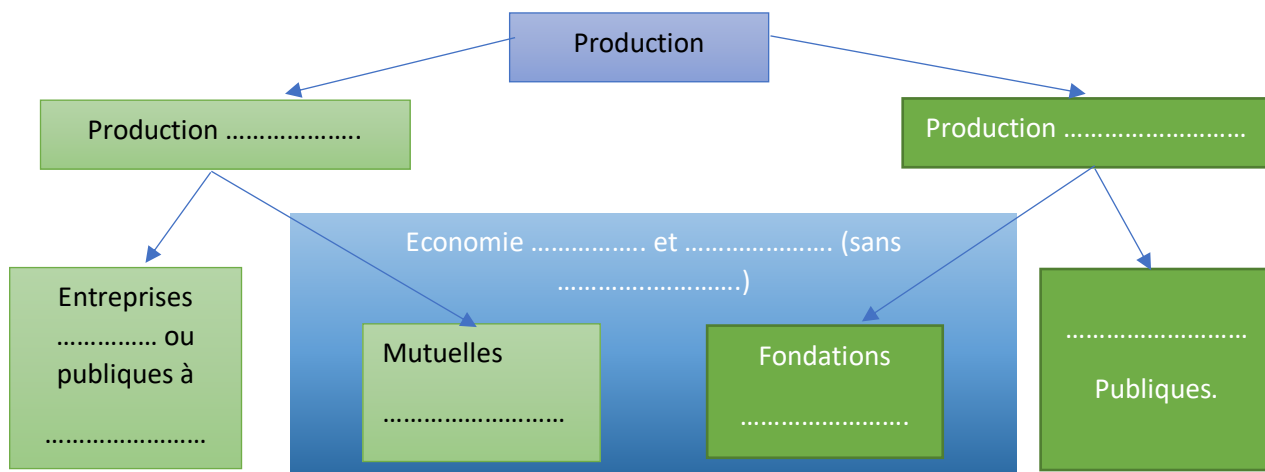 Production
Production ………………..
Production ………………………
Economie …………….. et …………………. (sans
………….………….)
Entreprises
…………… ou
publiques à
……………………
Mutuelles
………………………
Fondations
…………………….
………………………
Publiques.